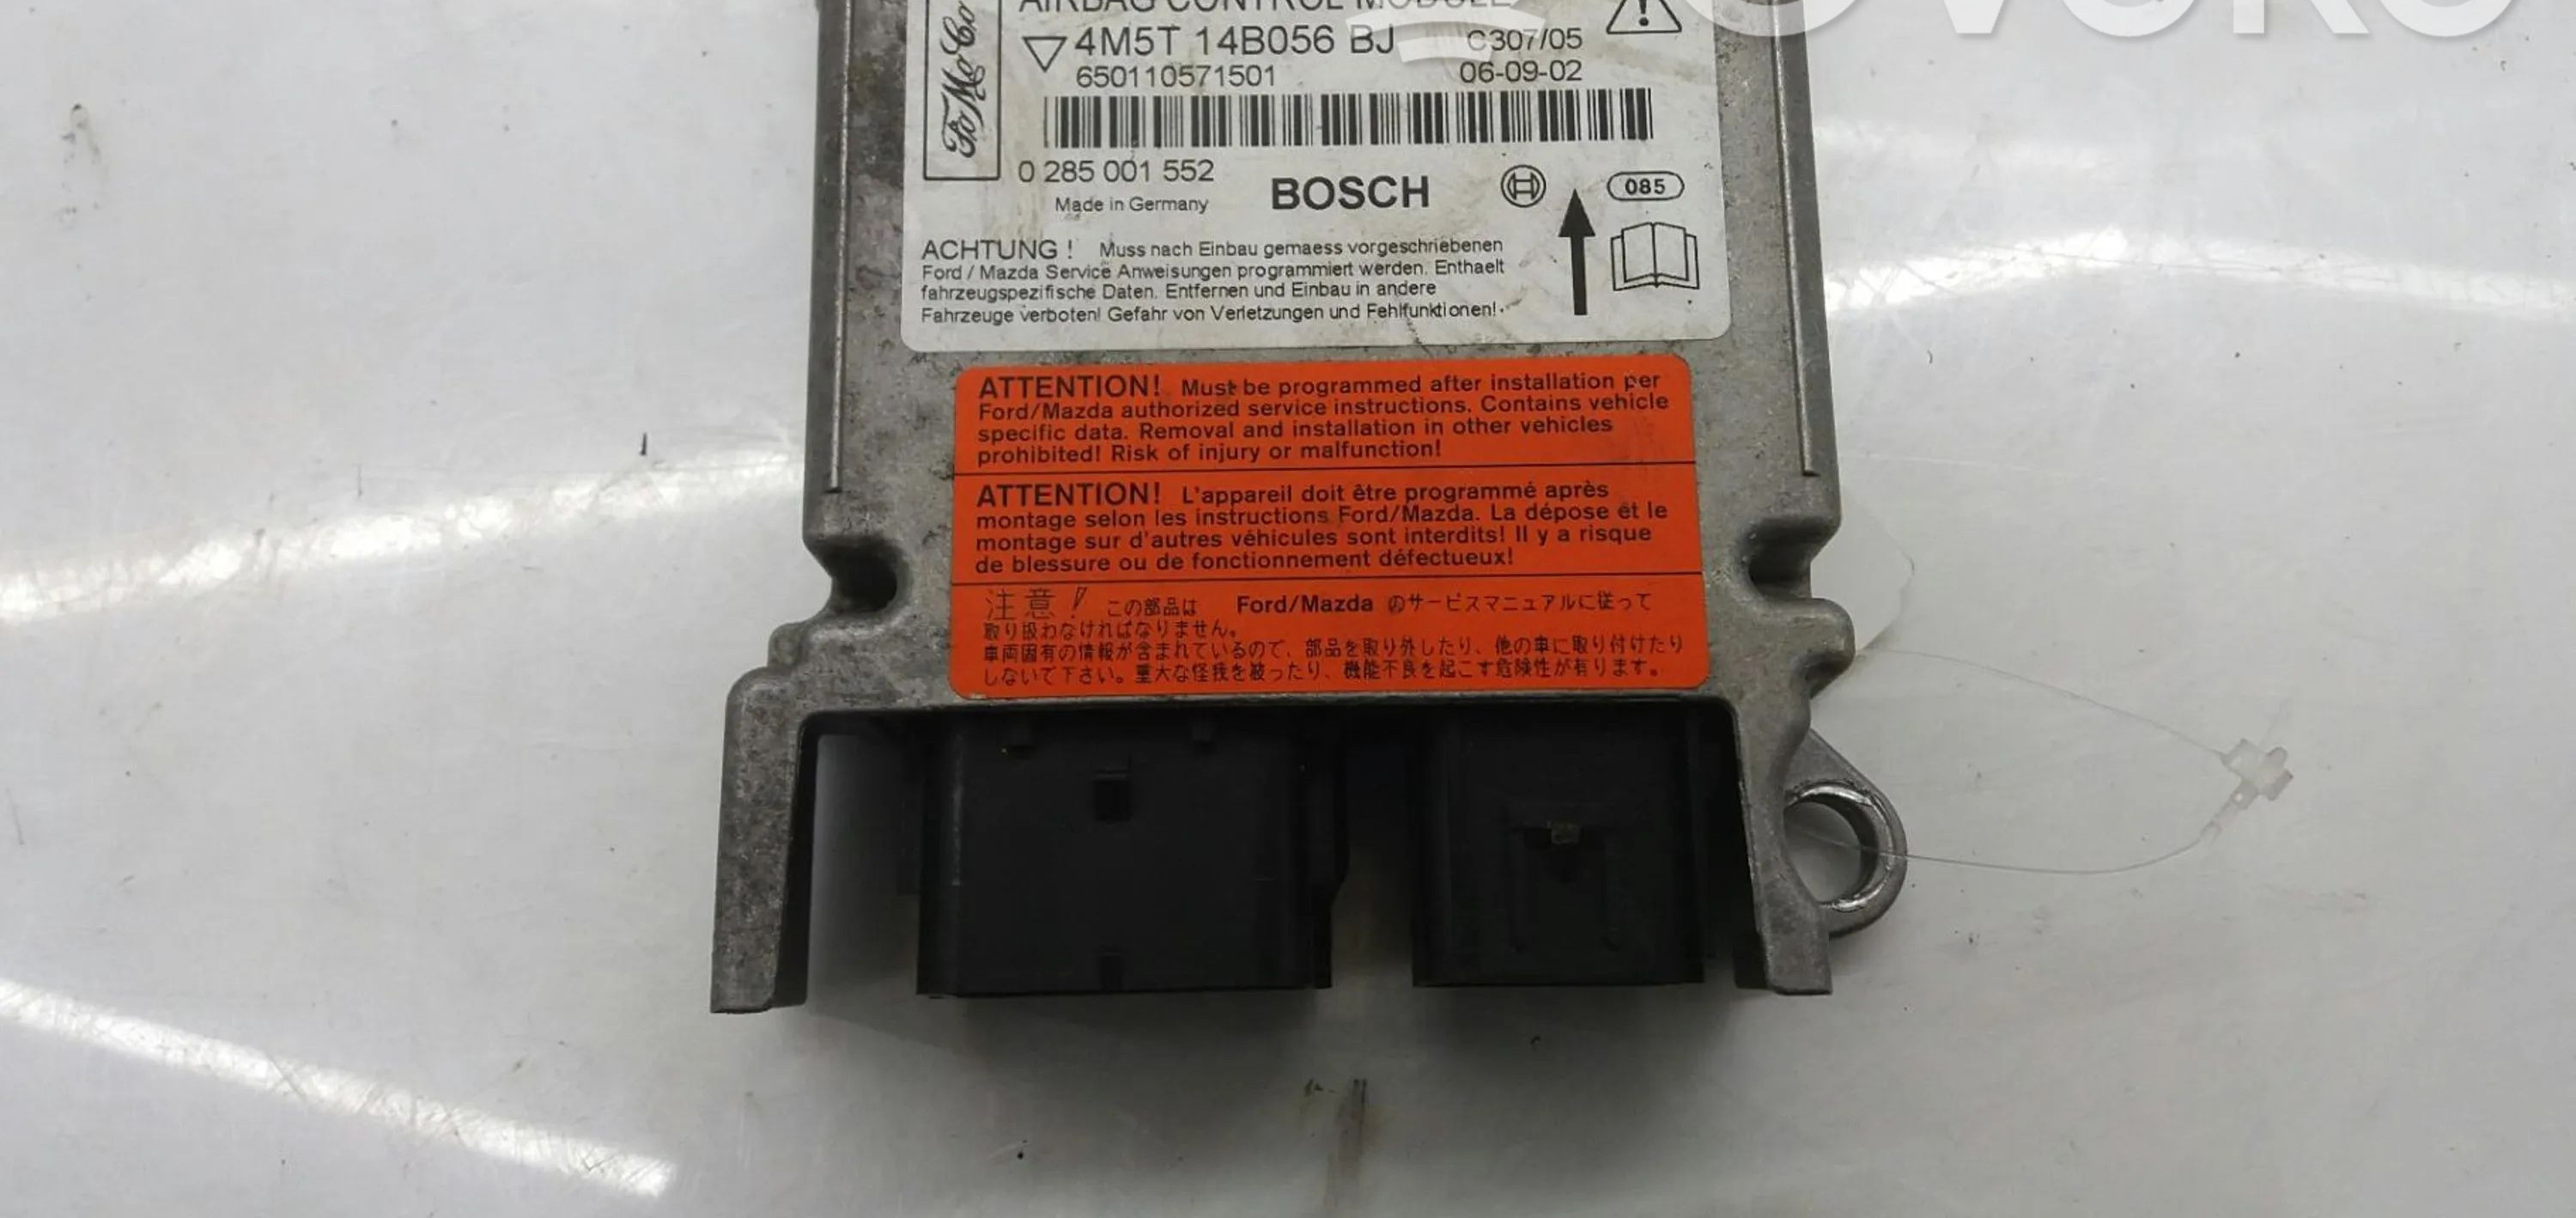 AIRBAG CONTROL MODULE
4M5T 14B056 BJ C307/05
650110571501 06-09-02
FoMoCo
0 285 001 552
Made in Germany
BOSCH
085
ACHTUNG ! Muss nach Einbau gemaess vorgeschriebenen
Ford / Mazda Service Anweisungen programmiert werden. Enthaelt
fahrzeugspezifische Daten. Entfernen und Einbau in andere
Fahrzeuge verboten! Gefahr von Verletzungen und Fehlfunktionen!
ATTENTION! Must be programmed after installation per
Ford/Mazda authorized service instructions. Contains vehicle
specific data. Removal and installation in other vehicles
prohibited! Risk of injury or malfunction!
ATTENTION! L'appareil doit être programmé après
montage selon les instructions Ford/Mazda. La dépose et le
montage sur d'autres véhicules sont interdits! Il y a risque
de blessure ou de fonctionnement défectueux!
注意! この部品は Ford/Mazda のサービスマニュアルに従って
取り扱わなければなりません。
車両固有の情報が含まれているので、部品を取り外したり、他の車に取り付けたり
しないで下さい。重大な怪我を被ったり、機能不良を起こす危険性が有ります。